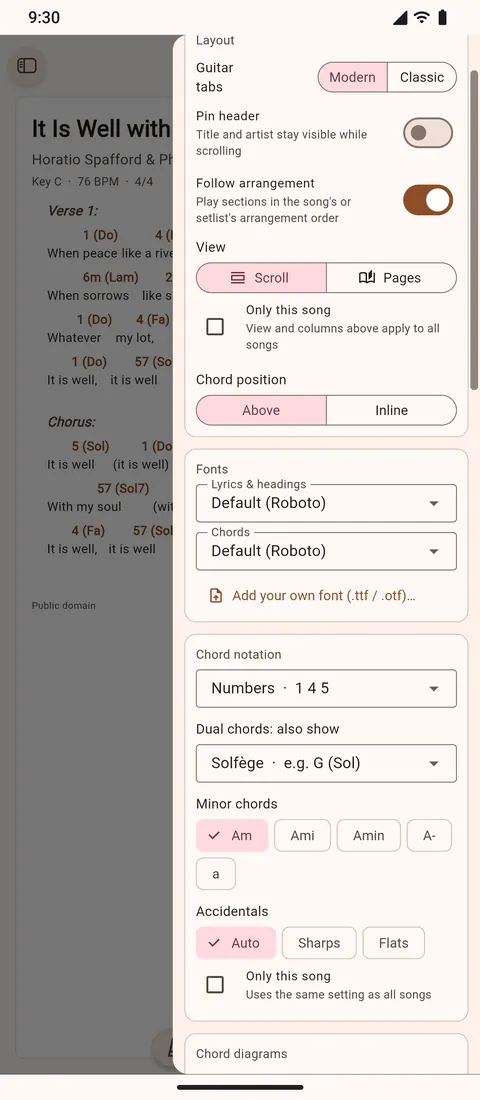 9:30
Layout
Guitar
tabs
Modern
Classic
Pin header
Title and artist stay visible while
scrolling
Follow arrangement
Play sections in the song's or
setlist's arrangement order
View
Scroll
Pages
Only this song
View and columns above apply to all
songs
Chord position
Above
Inline
Fonts
Lyrics & headings
Default (Roboto)
Chords
Default (Roboto)
Add your own font (.ttf / .otf)…
Chord notation
Numbers · 1 4 5
Dual chords: also show
Solfège · e.g. G (Sol)
Minor chords
Am
Ami
Amin
A-
a
Accidentals
Auto
Sharps
Flats
Only this song
Uses the same setting as all songs
Chord diagrams
It Is Well with
Horatio Spafford & Ph
Key C · 76 BPM · 4/4
Verse 1:
1 (Do) 4 (
When peace like a rive
6m (Lam) 2
When sorrows like s
1 (Do) 4 (Fa)
Whatever my lot,
1 (Do) 57 (So
It is well, it is well
Chorus:
5 (Sol) 1 (Do
It is well (it is well)
57 (Sol7)
With my soul (wit
4 (Fa) 57 (Sol
It is well, it is well
Public domain